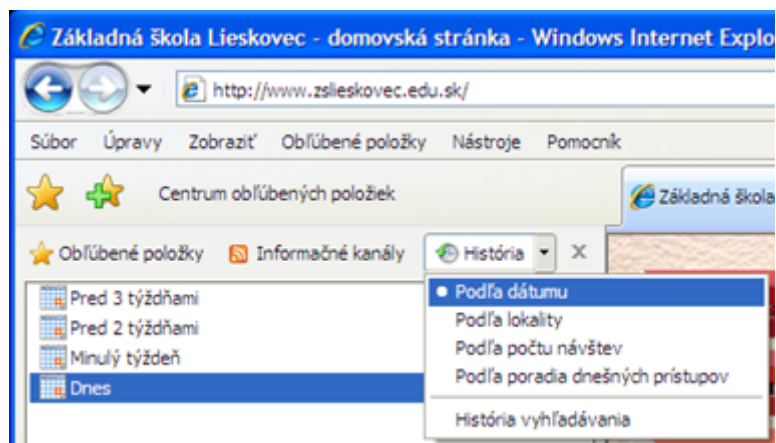 Základná škola Lieskovec - domovská stránka - Windows Internet Explo
http://www.zslieskovec.edu.sk/
Súbor Úpravy Zobraziť Obľúbené položky Nástroje Pomocník
Centrum obľúbených položiek
Základná škola
Obľúbené položky Informačné kanály História
Pred 3 týždňami
Pred 2 týždňami
Minulý týždeň
Dnes
Podľa dátumu
Podľa lokality
Podľa počtu návštev
Podľa poradia dnešných prístupov
História vyhľadávania